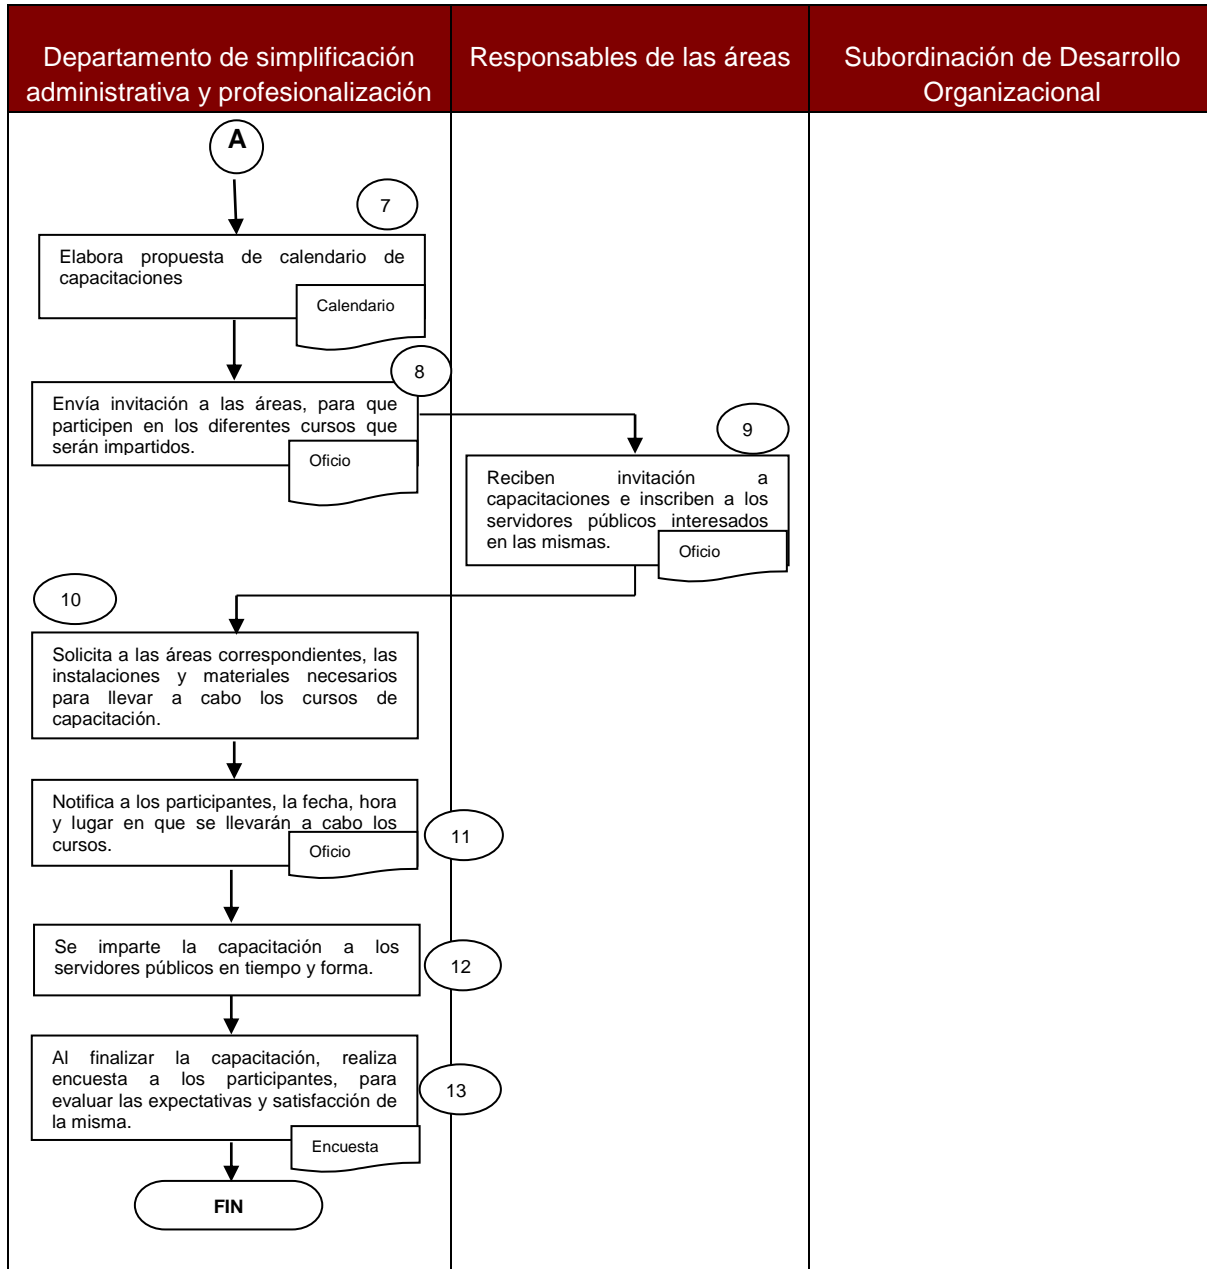 Departamento de simplificación
administrativa y profesionalización
Responsables de las áreas
Subordinación de Desarrollo
Organizacional
A
7
Elabora propuesta de calendario de
capacitaciones
Calendario
8
Envía invitación a las áreas, para que
participen en los diferentes cursos que
serán impartidos.
Oficio
9
Reciben invitación a
capacitaciones e inscriben a los
servidores públicos interesados
en las mismas.
Oficio
10
Solicita a las áreas correspondientes, las
instalaciones y materiales necesarios
para llevar a cabo los cursos de
capacitación.
Notifica a los participantes, la fecha, hora
y lugar en que se llevarán a cabo los
cursos.
Oficio
11
Se imparte la capacitación a los
servidores públicos en tiempo y forma.
12
Al finalizar la capacitación, realiza
encuesta a los participantes, para
evaluar las expectativas y satisfacción de
la misma.
13
Encuesta
FIN